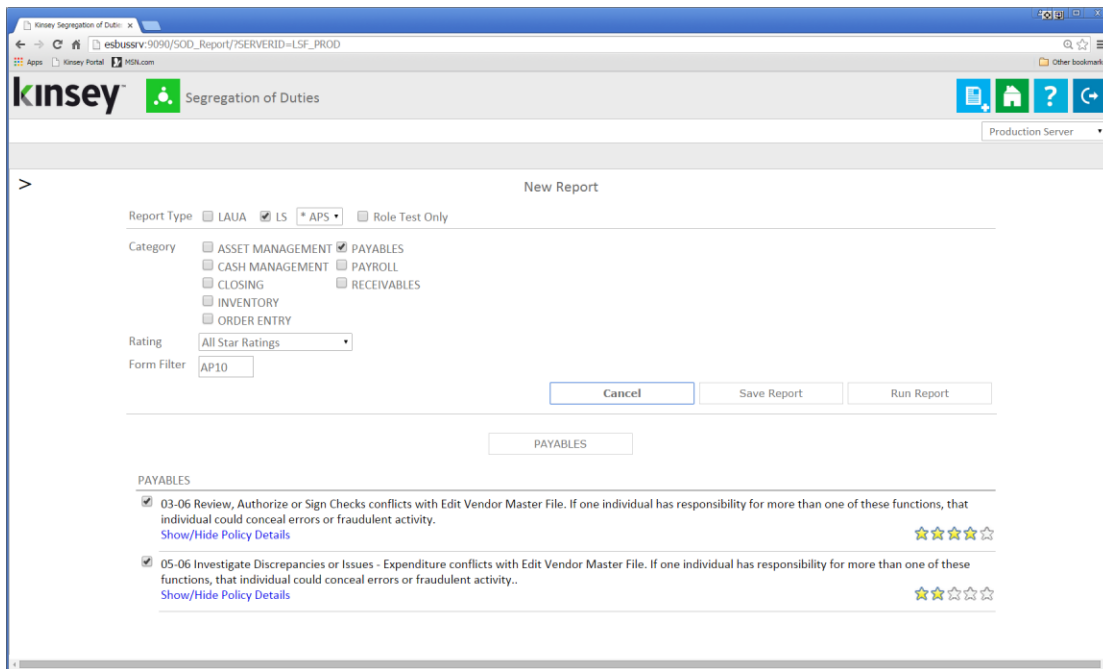 Kinsey Segregation of Duties
esbussrv:9090/SOD_Report/?SERVERID=LSF_PROD
Apps Kinsey Portal MSN.com Other bookmark
kinsey Segregation of Duties ?
Production Server
>
New Report
Report Type LAUA LS * APS Role Test Only
Category ASSET MANAGEMENT PAYABLES
CASH MANAGEMENT PAYROLL
CLOSING RECEIVABLES
INVENTORY
ORDER ENTRY
Rating All Star Ratings
Form Filter AP10
Cancel Save Report Run Report
PAYABLES
PAYABLES
03-06 Review, Authorize or Sign Checks conflicts with Edit Vendor Master File. If one individual has responsibility for more than one of these functions, that
individual could conceal errors or fraudulent activity.
Show/Hide Policy Details
05-06 Investigate Discrepancies or Issues - Expenditure conflicts with Edit Vendor Master File. If one individual has responsibility for more than one of these
functions, that individual could conceal errors or fraudulent activity..
Show/Hide Policy Details